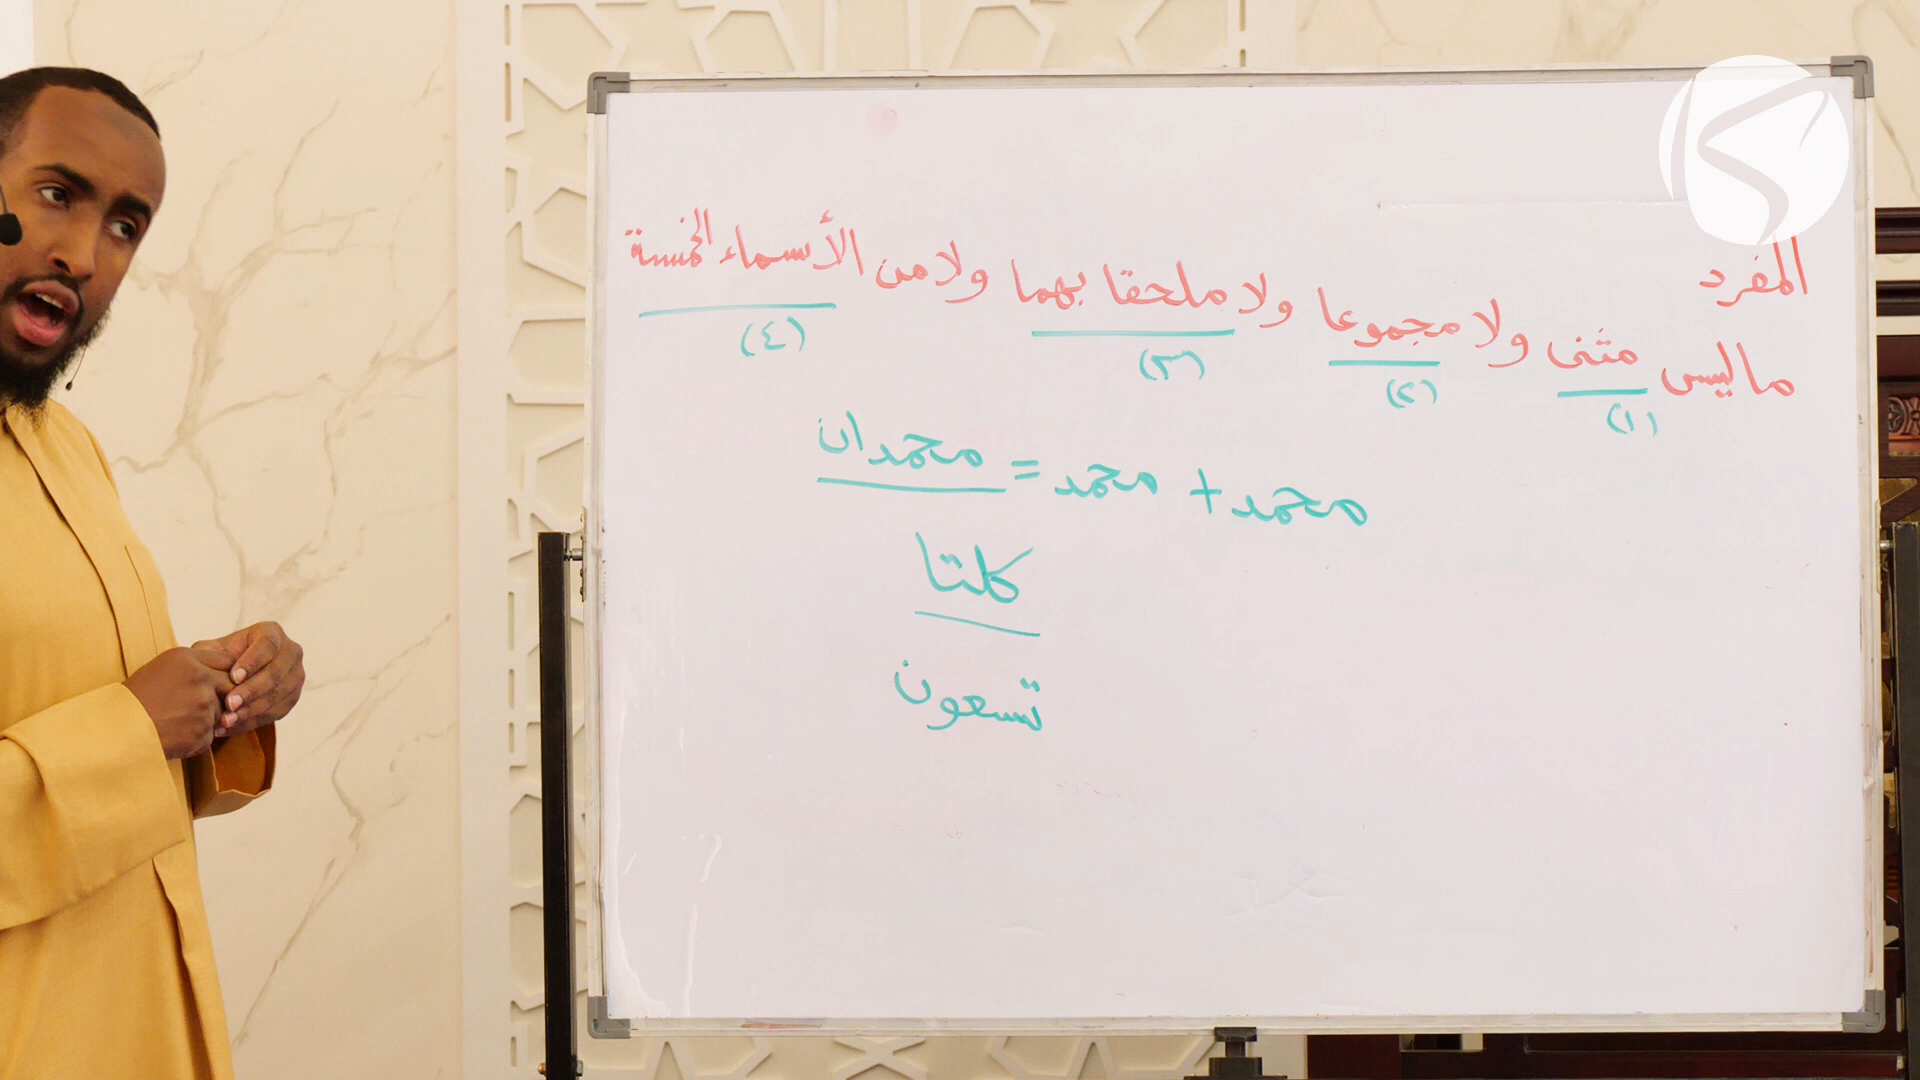 المفرد
ما ليس مثنى ولا مجموعا ولا ملحقا بهما ولا من الأسماء الخمسة
(١) (٢) (٣) (٤)
محمد + محمد = محمدان
كلتا
تسعون